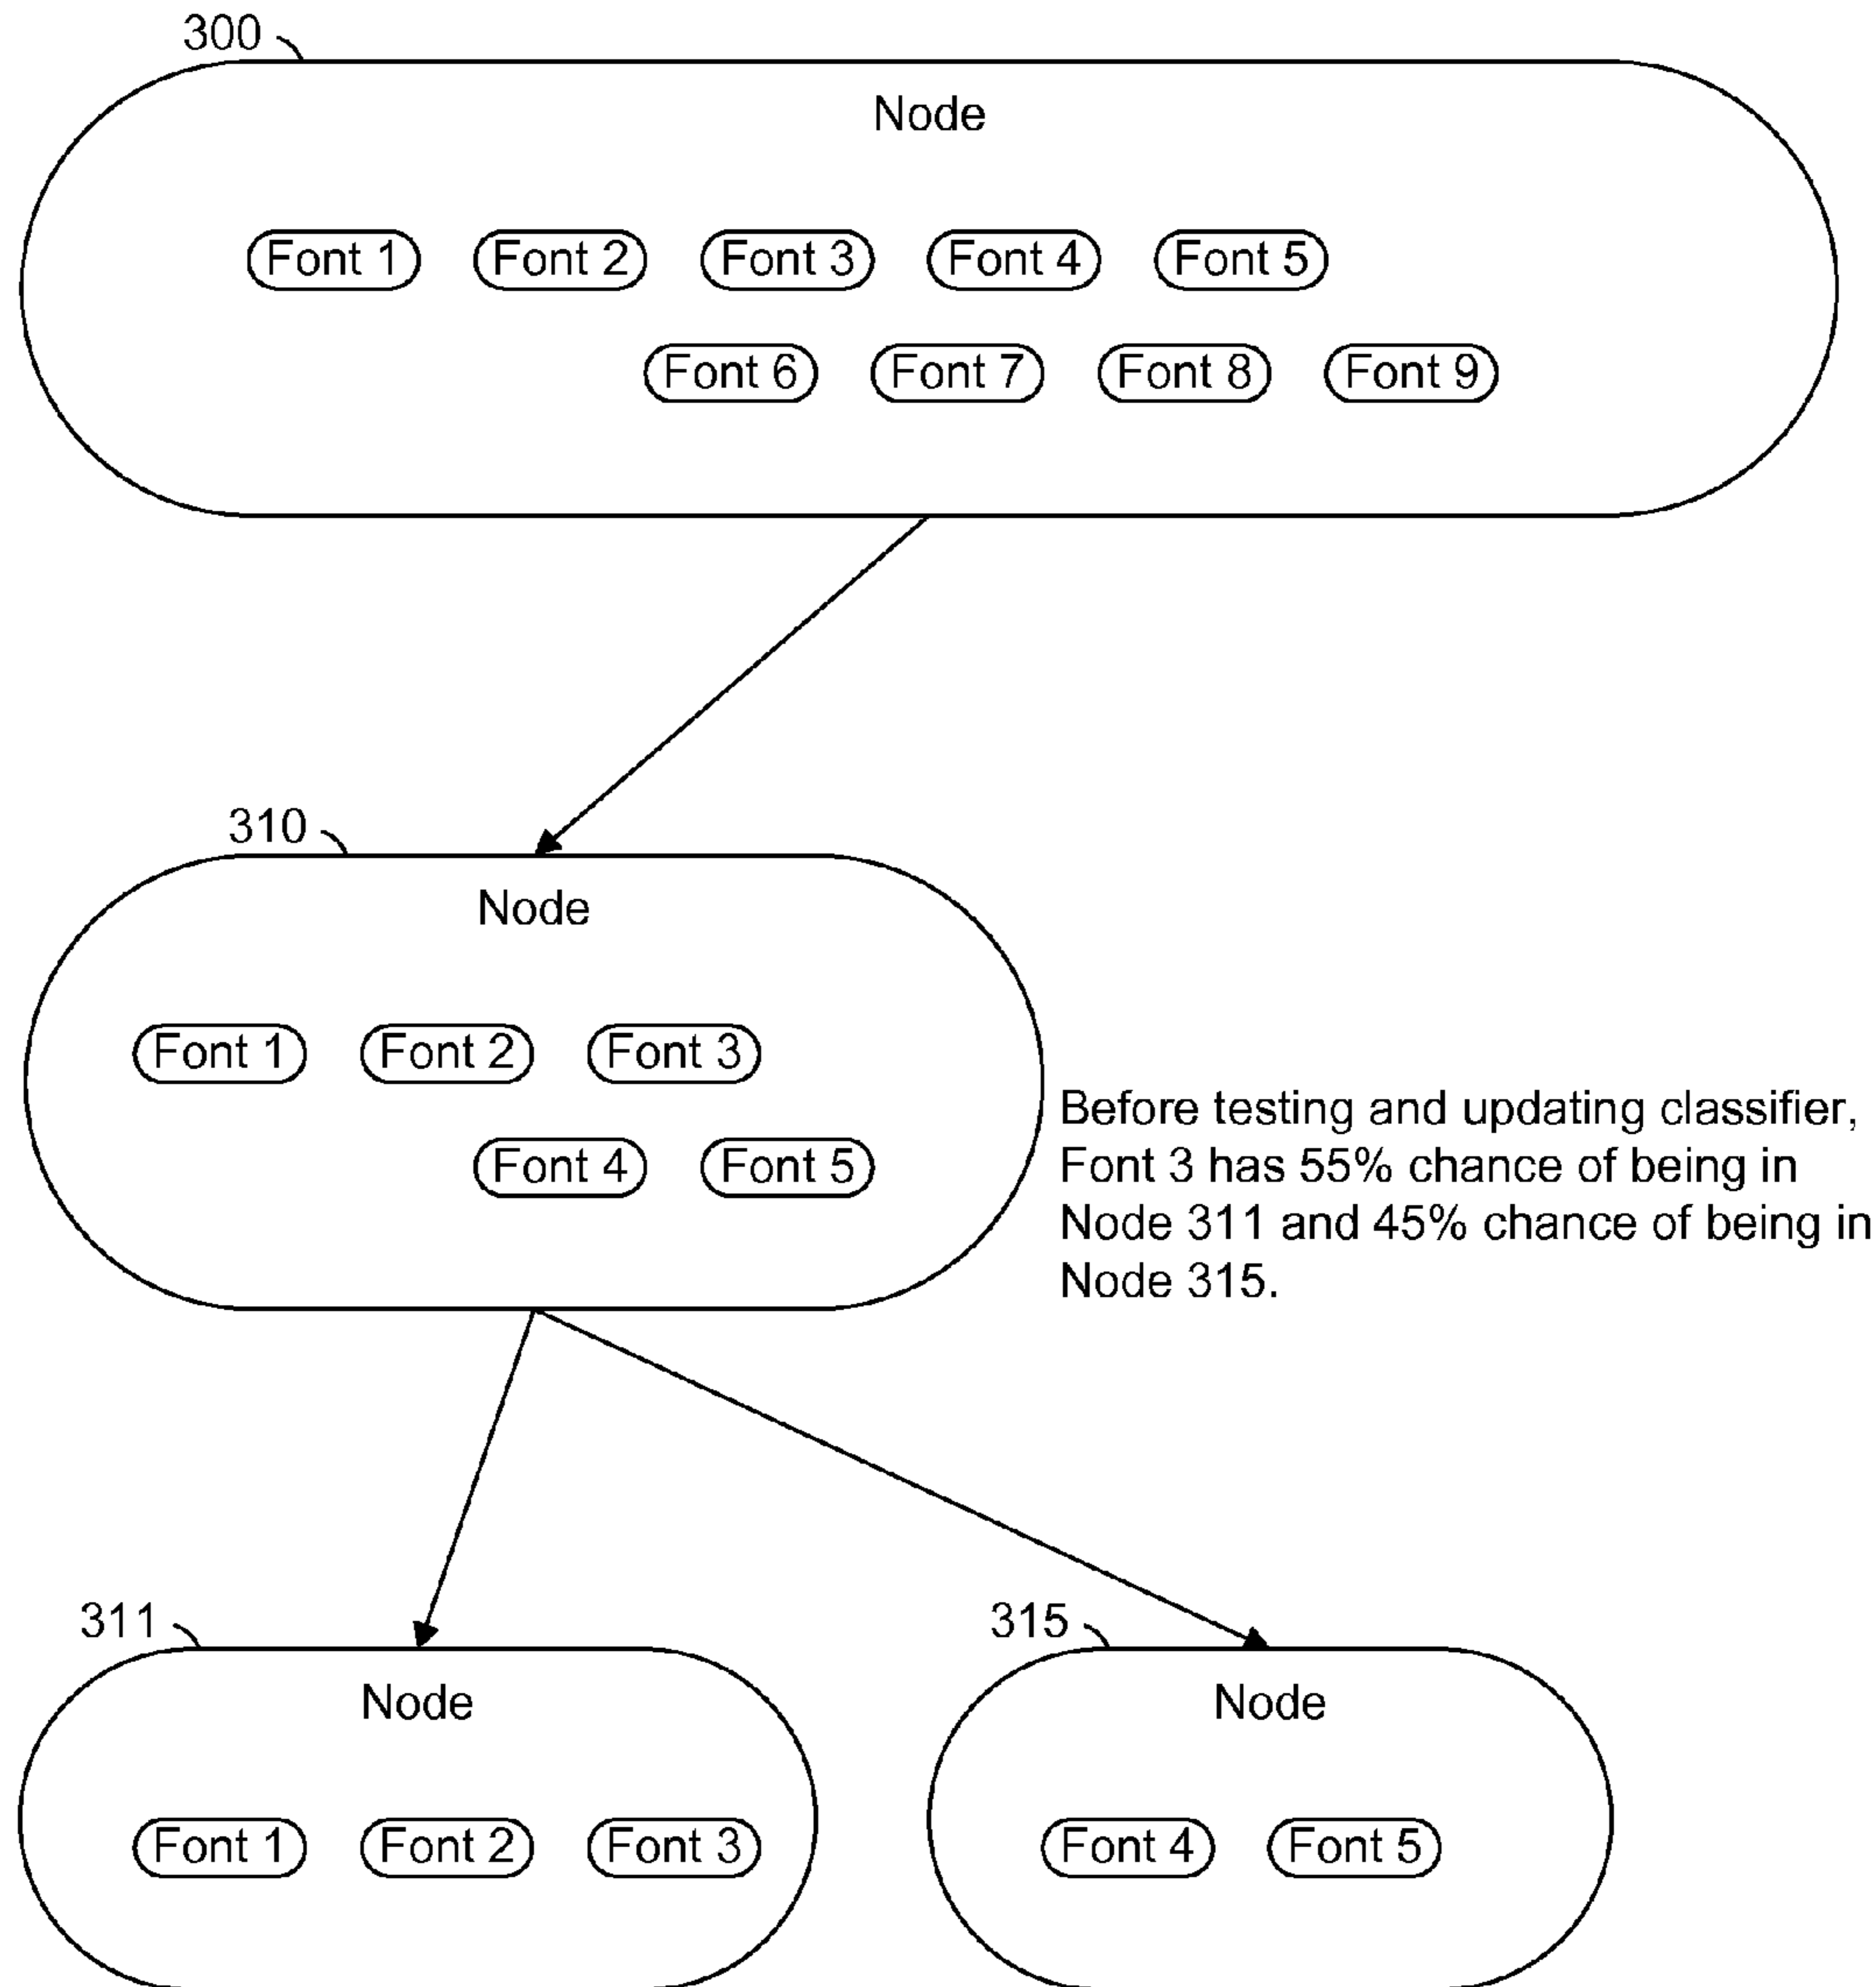 300
Node
Font 1 Font 2 Font 3 Font 4 Font 5
Font 6 Font 7 Font 8 Font 9
310
Node
Font 1 Font 2 Font 3
Font 4 Font 5
Before testing and updating classifier,
Font 3 has 55% chance of being in
Node 311 and 45% chance of being in
Node 315.
311
Node
Font 1 Font 2 Font 3
315
Node
Font 4 Font 5